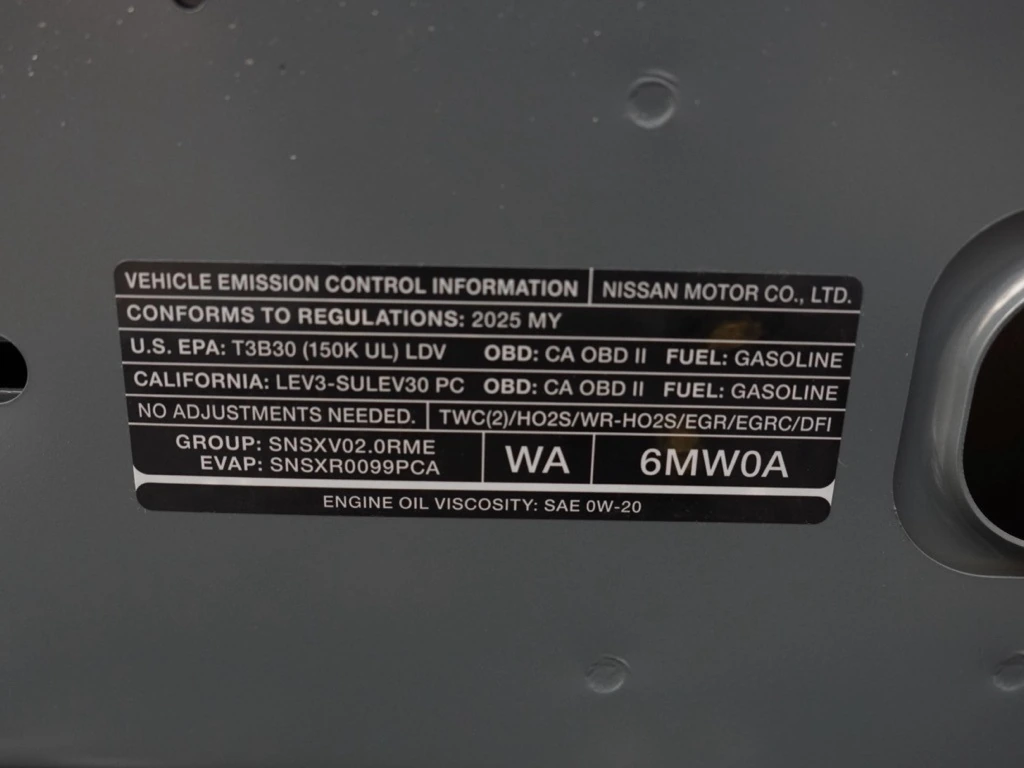 VEHICLE EMISSION CONTROL INFORMATION NISSAN MOTOR CO., LTD.
CONFORMS TO REGULATIONS: 2025 MY
U.S. EPA: T3B30 (150K UL) LDV OBD: CA OBD II FUEL: GASOLINE
CALIFORNIA: LEV3-SULEV30 PC OBD: CA OBD II FUEL: GASOLINE
NO ADJUSTMENTS NEEDED. TWC(2)/HO2S/WR-HO2S/EGR/EGRC/DFI
GROUP: SNSXV02.0RME
EVAP: SNSXR0099PCA
WA
6MW0A
ENGINE OIL VISCOSITY: SAE 0W-20